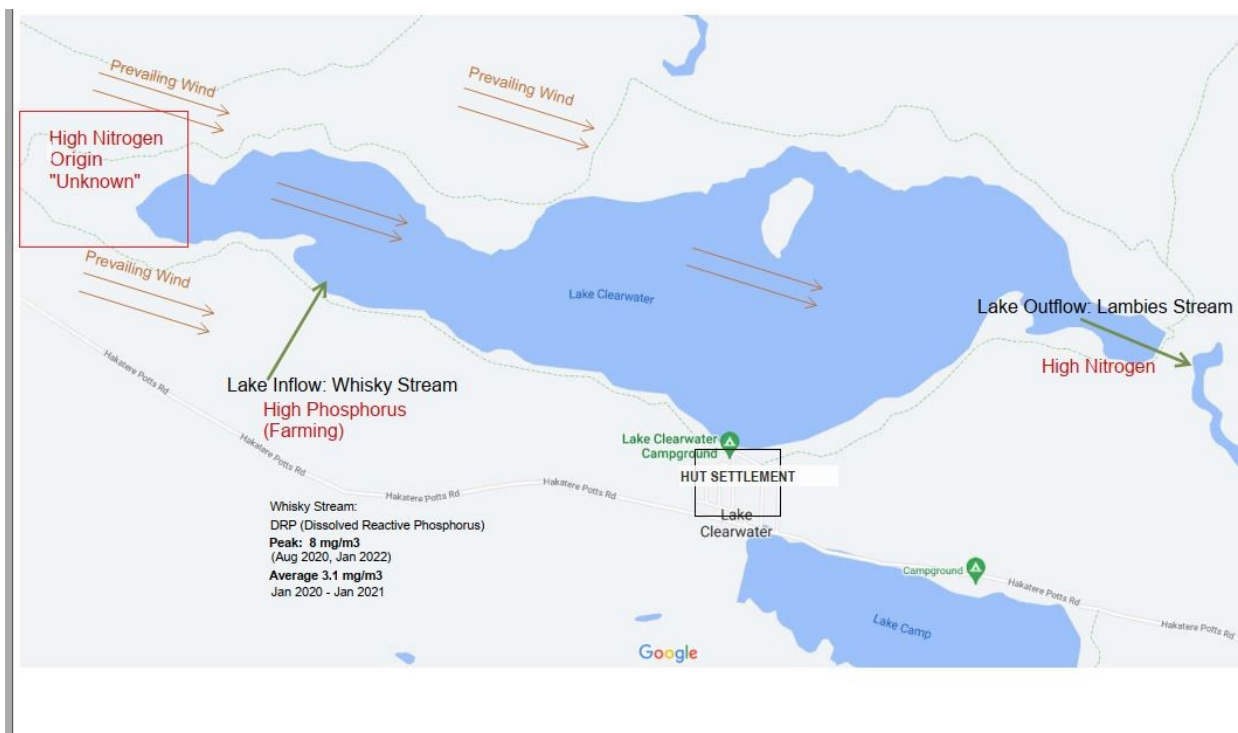 Prevailing Wind
Prevailing Wind
High Nitrogen
Origin
"Unknown"
Prevailing Wind
Lake Clearwater
Lake Outflow: Lambies Stream
High Nitrogen
Hakatere Potts Rd
Lake Inflow: Whisky Stream
High Phosphorus
(Farming)
Hakatere Potts Rd
Lake Clearwater
Campground
HUT SETTLEMENT
Hakatere Potts Rd
Hakatere Potts Rd
Lake
Clearwater
Whisky Stream:
DRP (Dissolved Reactive Phosphorus)
Peak: 8 mg/m3
(Aug 2020, Jan 2022)
Average 3.1 mg/m3
Jan 2020 - Jan 2021
Campground
Hakatere Potts Rd
Hakatere Potts Rd
Lake Camp
Google